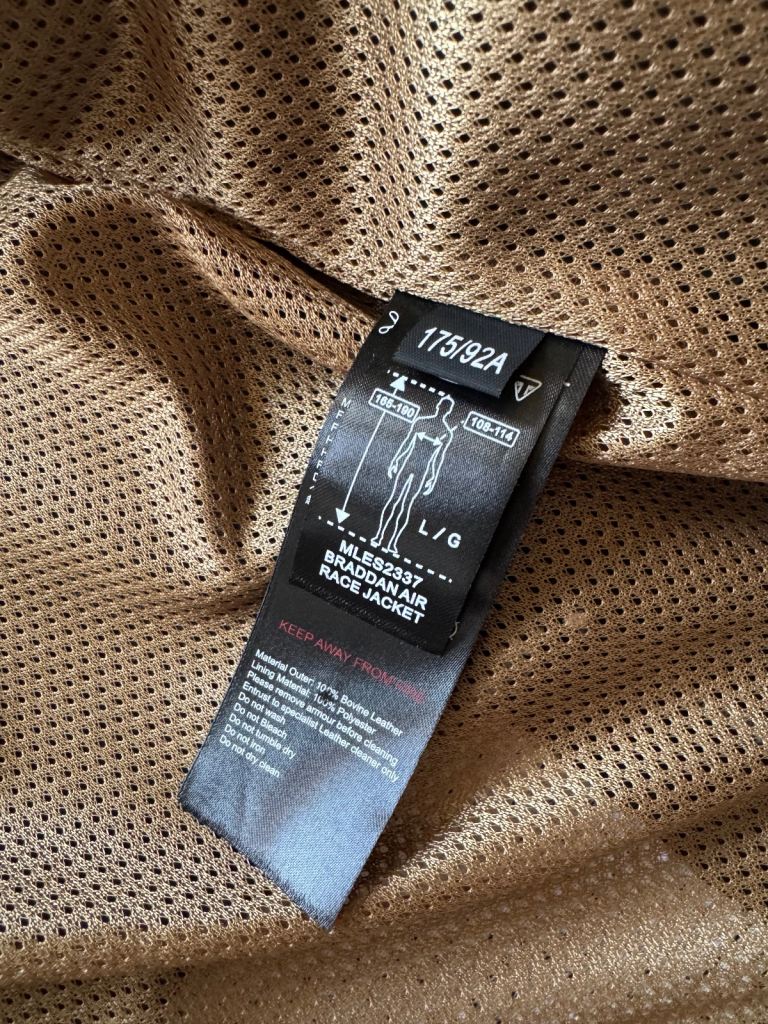 175/92A
165-190
108-114
L / G
MLES2337
BRADDAN AIR
RACE JACKET
KEEP AWAY FROM
Material Outer: 100% Bovine Leather
Lining Material: 100% Polyester
Please remove armour before cleaning
Entrust to specialist Leather cleaner only
Do not wash
Do not Bleach
Do not tumble dry
Do not Iron
Do not dry clean